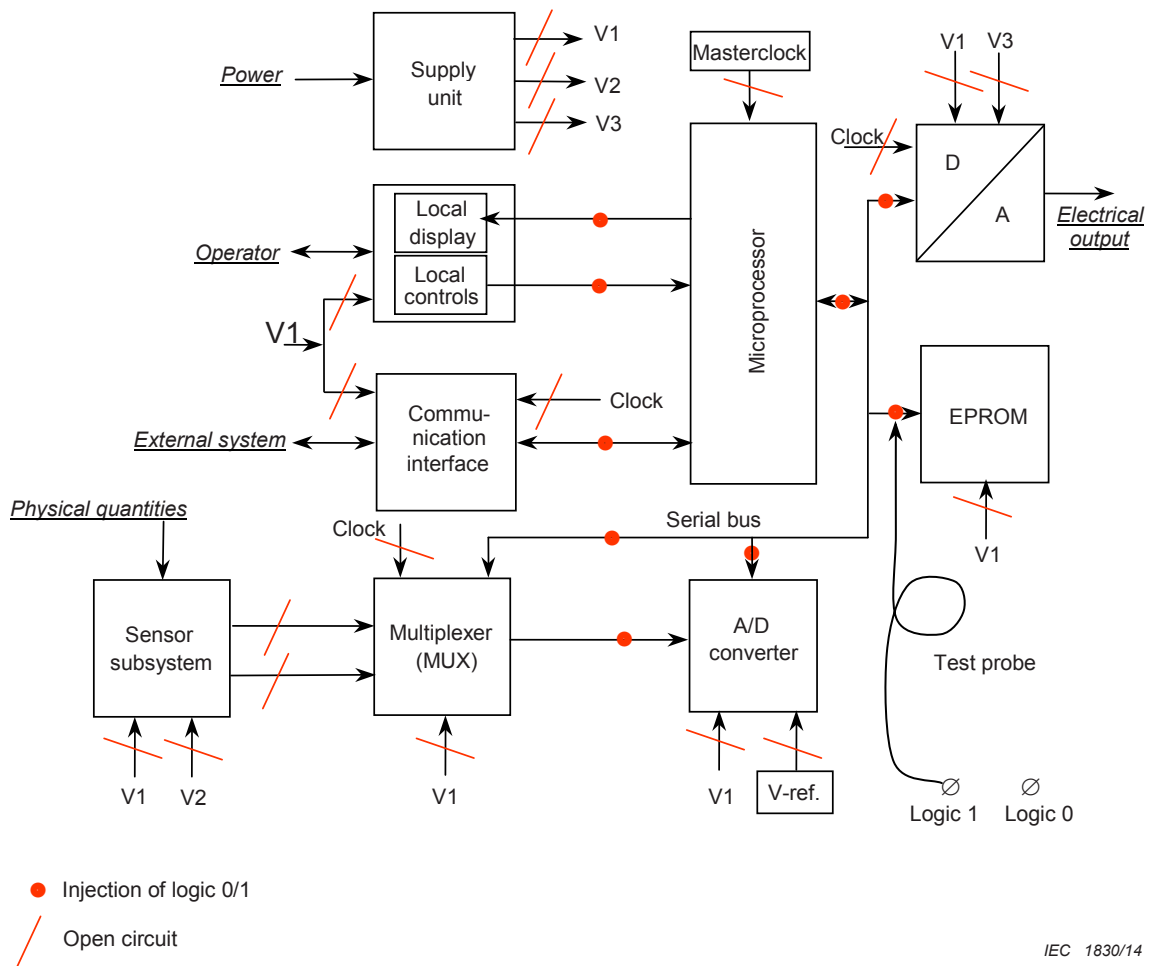 V1
Power
Supply
unit
V2
V3
Masterclock
V1
V3
Clock
D
A
Electrical
output
Local
display
Operator
Local
controls
V1
Microprocessor
Commu-
nication
interface
Clock
External system
EPROM
V1
Physical quantities
Clock
Serial bus
Sensor
subsystem
Multiplexer
(MUX)
A/D
converter
Test probe
V1
V2
V1
V1
V-ref.
Logic 1
Logic 0
Injection of logic 0/1
Open circuit
IEC 1830/14